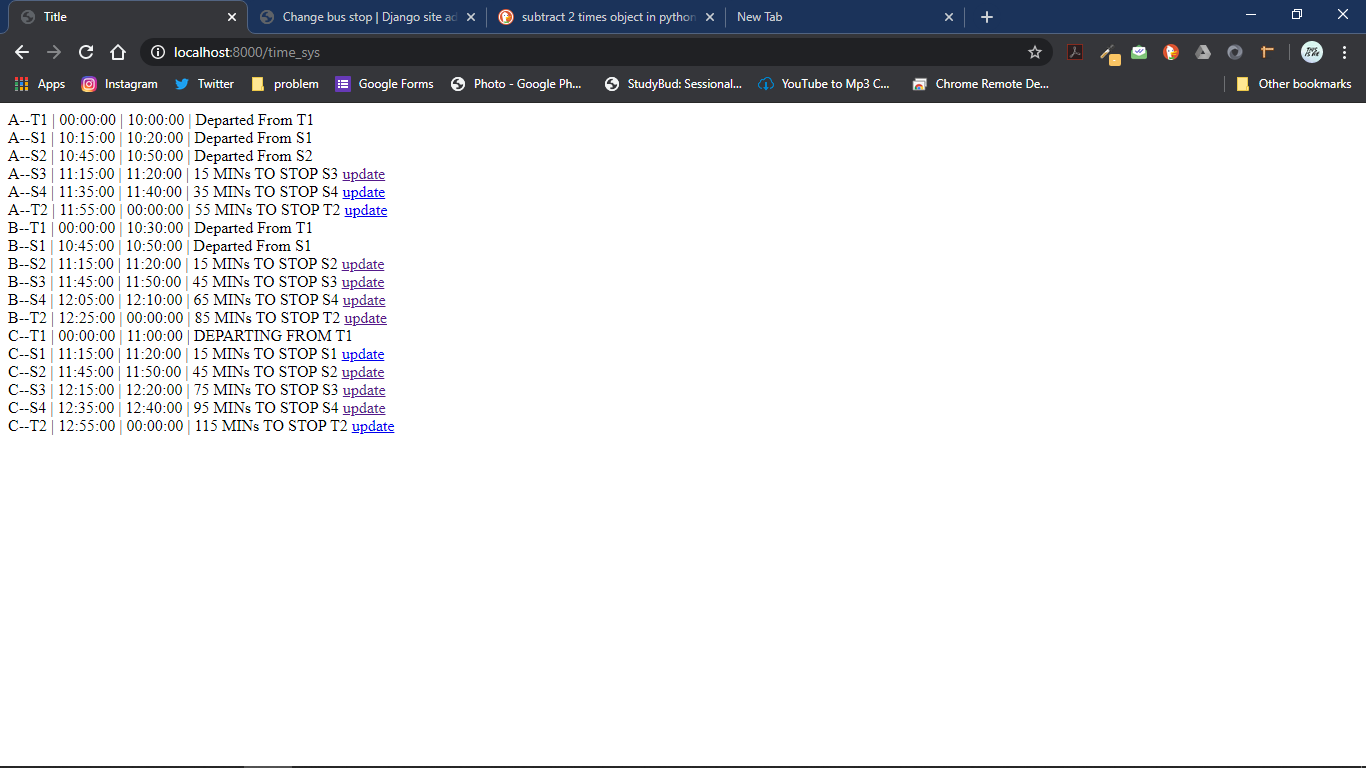 Title
Change bus stop | Django site ad
subtract 2 times object in python
New Tab
localhost:8000/time_sys
Apps
Instagram
Twitter
problem
Google Forms
Photo - Google Ph...
StudyBud: Sessional...
YouTube to Mp3 C...
Chrome Remote De...
Other bookmarks
A--T1 | 00:00:00 | 10:00:00 | Departed From T1
A--S1 | 10:15:00 | 10:20:00 | Departed From S1
A--S2 | 10:45:00 | 10:50:00 | Departed From S2
A--S3 | 11:15:00 | 11:20:00 | 15 MINs TO STOP S3 update
A--S4 | 11:35:00 | 11:40:00 | 35 MINs TO STOP S4 update
A--T2 | 11:55:00 | 00:00:00 | 55 MINs TO STOP T2 update
B--T1 | 00:00:00 | 10:30:00 | Departed From T1
B--S1 | 10:45:00 | 10:50:00 | Departed From S1
B--S2 | 11:15:00 | 11:20:00 | 15 MINs TO STOP S2 update
B--S3 | 11:45:00 | 11:50:00 | 45 MINs TO STOP S3 update
B--S4 | 12:05:00 | 12:10:00 | 65 MINs TO STOP S4 update
B--T2 | 12:25:00 | 00:00:00 | 85 MINs TO STOP T2 update
C--T1 | 00:00:00 | 11:00:00 | DEPARTING FROM T1
C--S1 | 11:15:00 | 11:20:00 | 15 MINs TO STOP S1 update
C--S2 | 11:45:00 | 11:50:00 | 45 MINs TO STOP S2 update
C--S3 | 12:15:00 | 12:20:00 | 75 MINs TO STOP S3 update
C--S4 | 12:35:00 | 12:40:00 | 95 MINs TO STOP S4 update
C--T2 | 12:55:00 | 00:00:00 | 115 MINs TO STOP T2 update